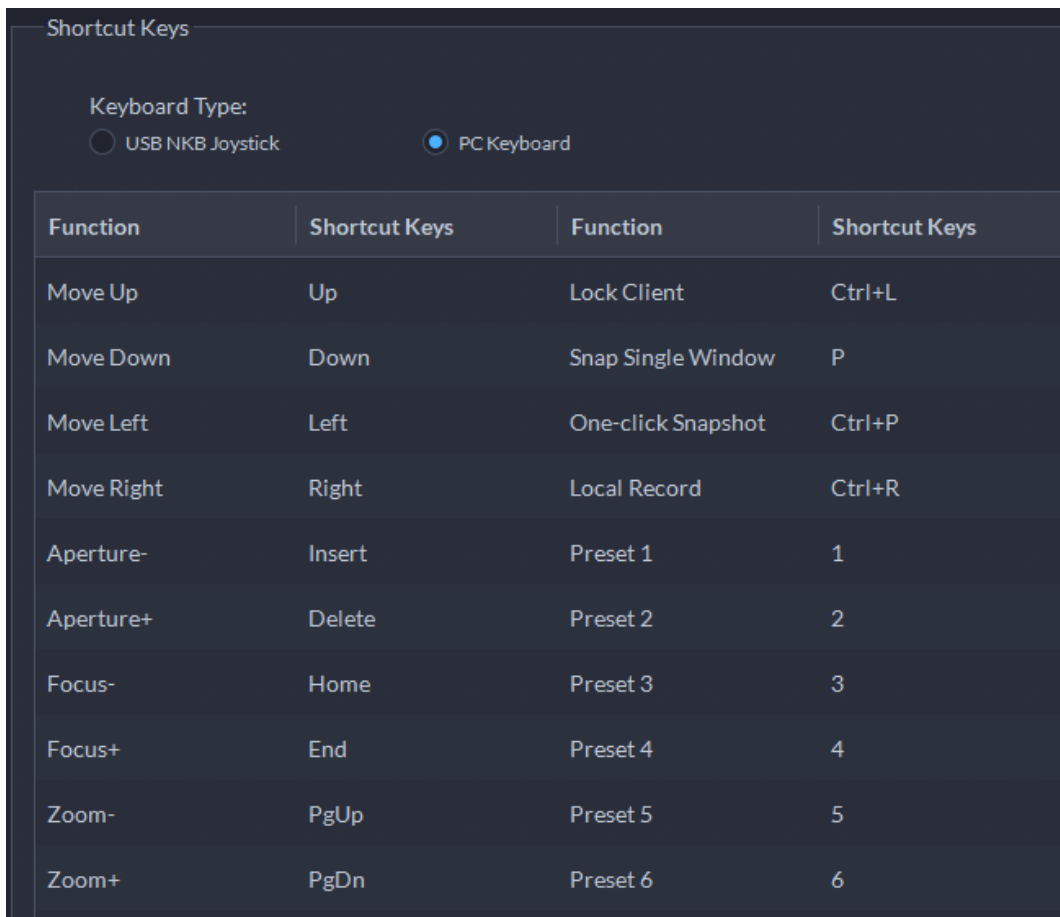 Shortcut Keys
Keyboard Type:
USB NKB Joystick PC Keyboard
Function Shortcut Keys Function Shortcut Keys
Move Up Up Lock Client Ctrl+L
Move Down Down Snap Single Window P
Move Left Left One-click Snapshot Ctrl+P
Move Right Right Local Record Ctrl+R
Aperture- Insert Preset 1 1
Aperture+ Delete Preset 2 2
Focus- Home Preset 3 3
Focus+ End Preset 4 4
Zoom- PgUp Preset 5 5
Zoom+ PgDn Preset 6 6